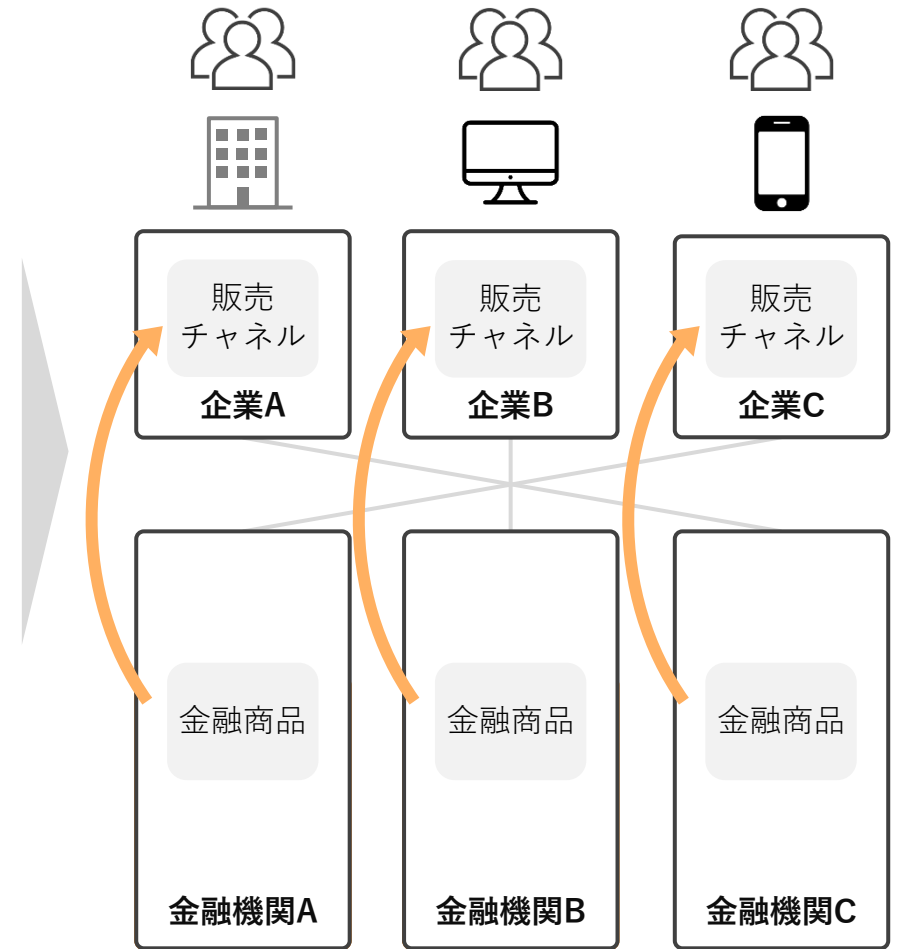 販売
チャネル
企業A
販売
チャネル
企業B
販売
チャネル
企業C
金融商品
金融機関A
金融商品
金融機関B
金融商品
金融機関C